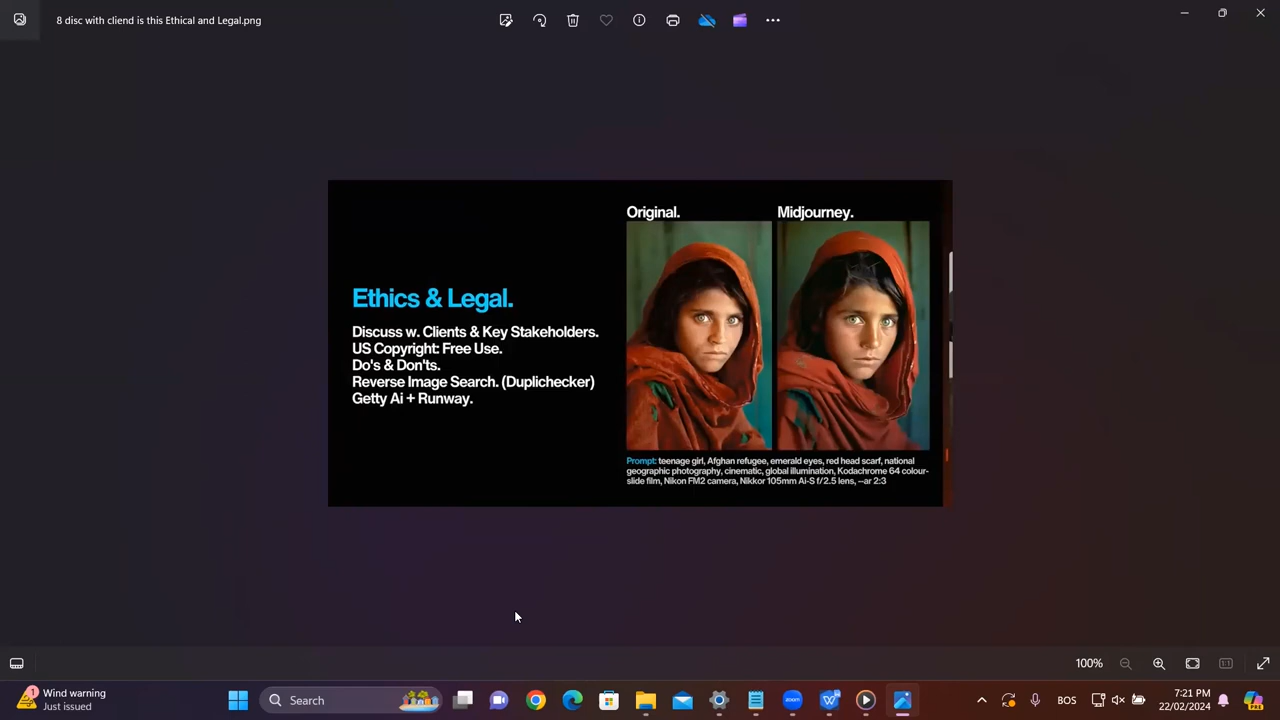 8 disc with cliend is this Ethical and Legal.png
Original.
Midjourney.
Ethics & Legal.
Discuss w. Clients & Key Stakeholders.
US Copyright: Free Use.
Do's & Don'ts.
Reverse Image Search. (Duplichecker)
Getty Ai + Runway.
Prompt: teenage girl, Afghan refugee, emerald eyes, red head scarf, national
geographic photography, cinematic, global illumination, Kodachrome 64 colour-
slide film, Nikon FM2 camera, Nikkor 105mm Ai-S f/2.5 lens, --ar 2:3
100%
1:1
1
Wind warning
Just issued
Search
BOS
7:21 PM
22/02/2024